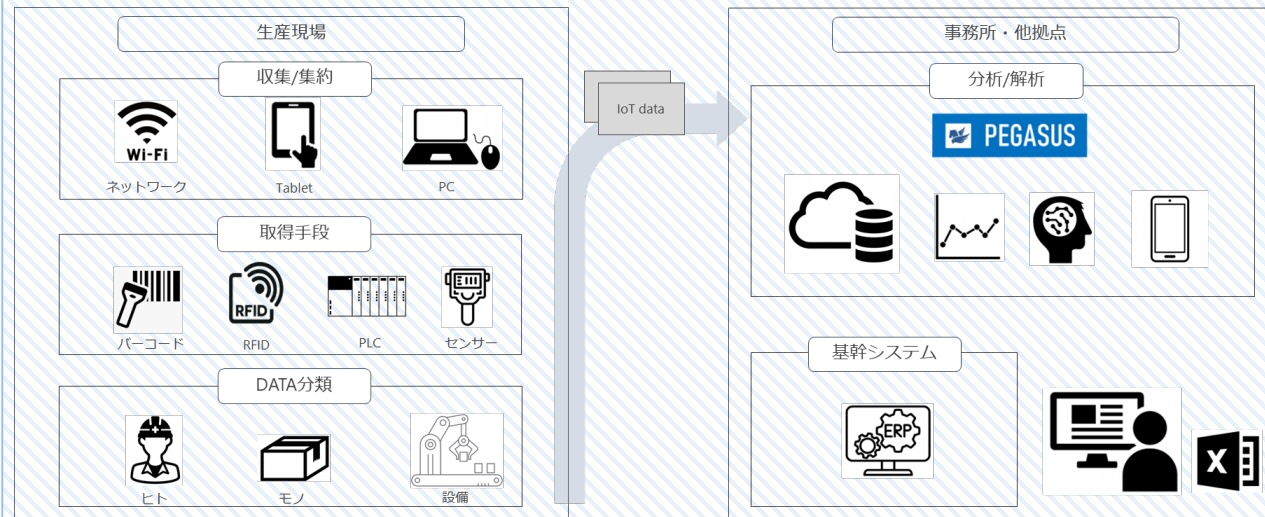 生産現場
収集/集約
Wi-Fi
ネットワーク
Tablet
PC
取得手段
RFID
バーコード
RFID
PLC
センサー
DATA分類
ヒト
モノ
設備
IoT data
事務所・他拠点
分析/解析
PEGASUS
基幹システム
ERP
X